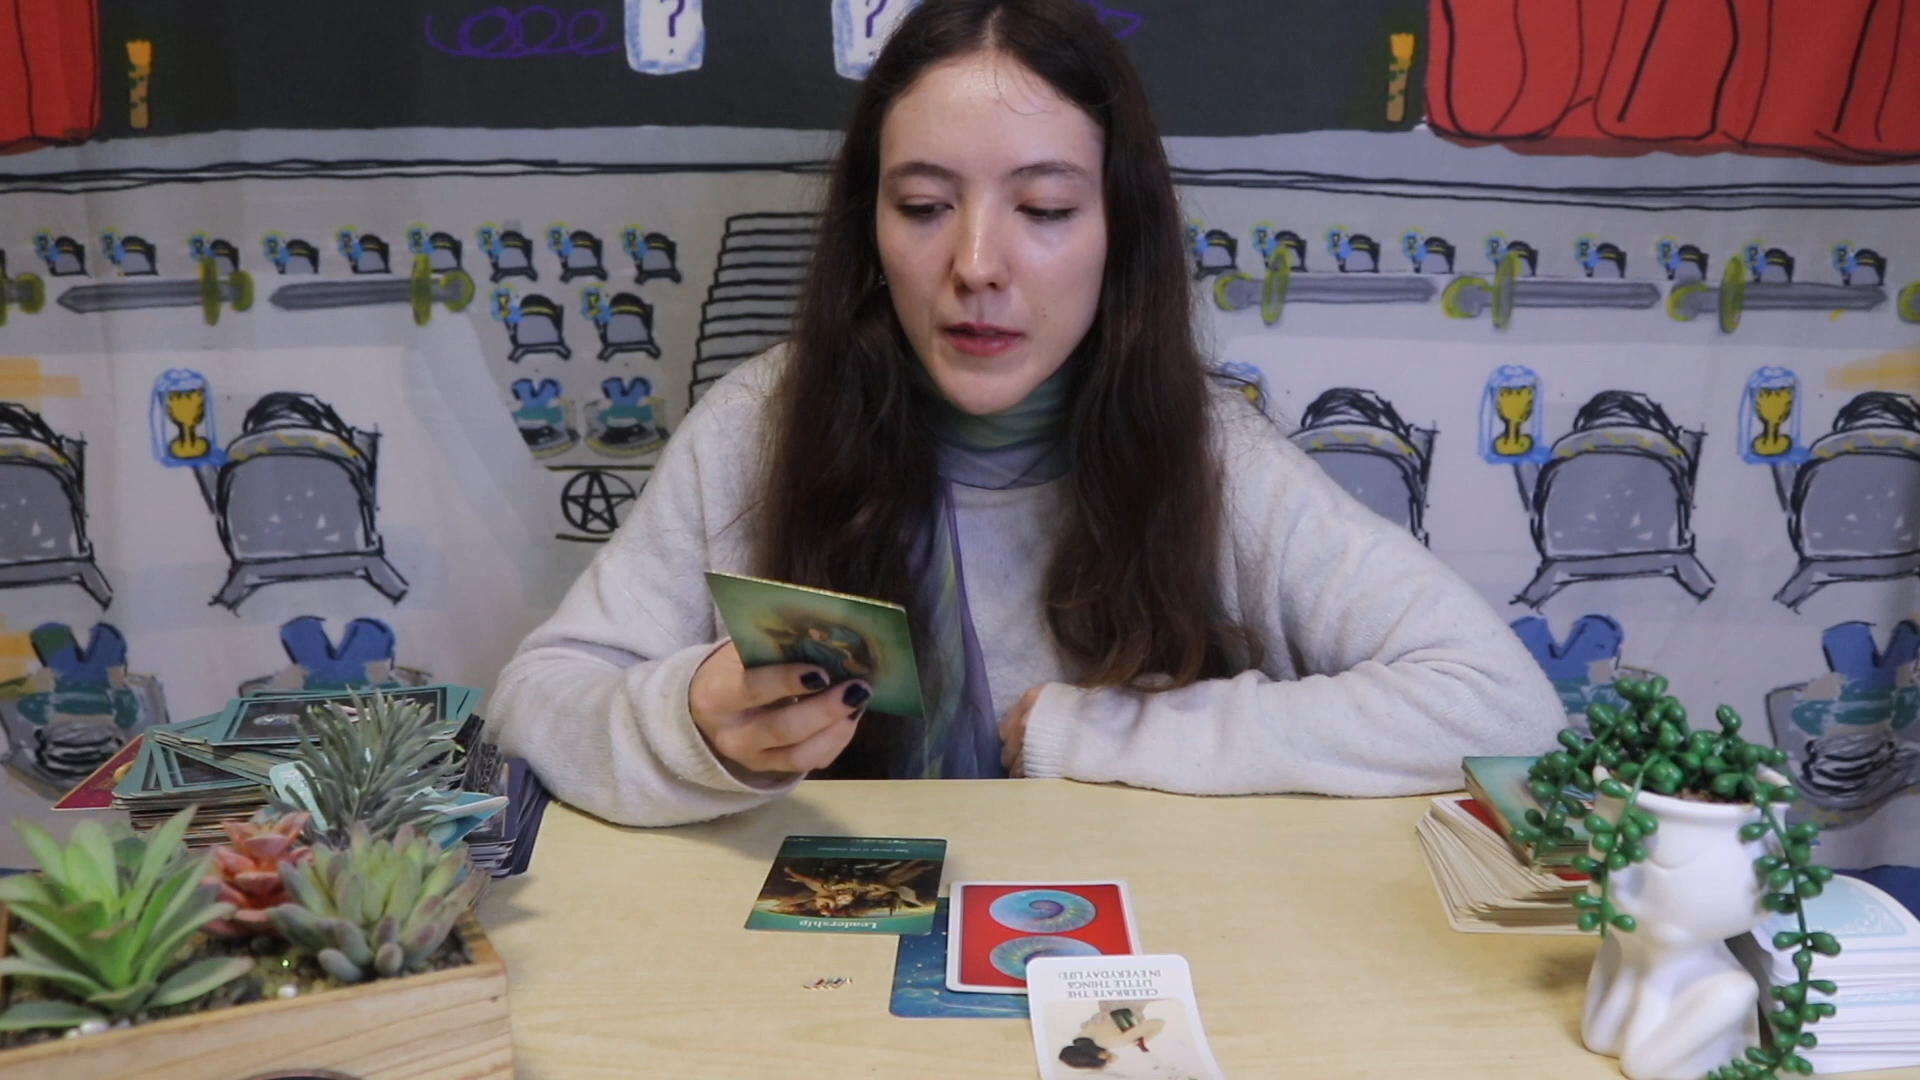 ?
?
Leadership
CELEBRATE THE
LITTLE THINGS
IN EVERYDAY LIFE!